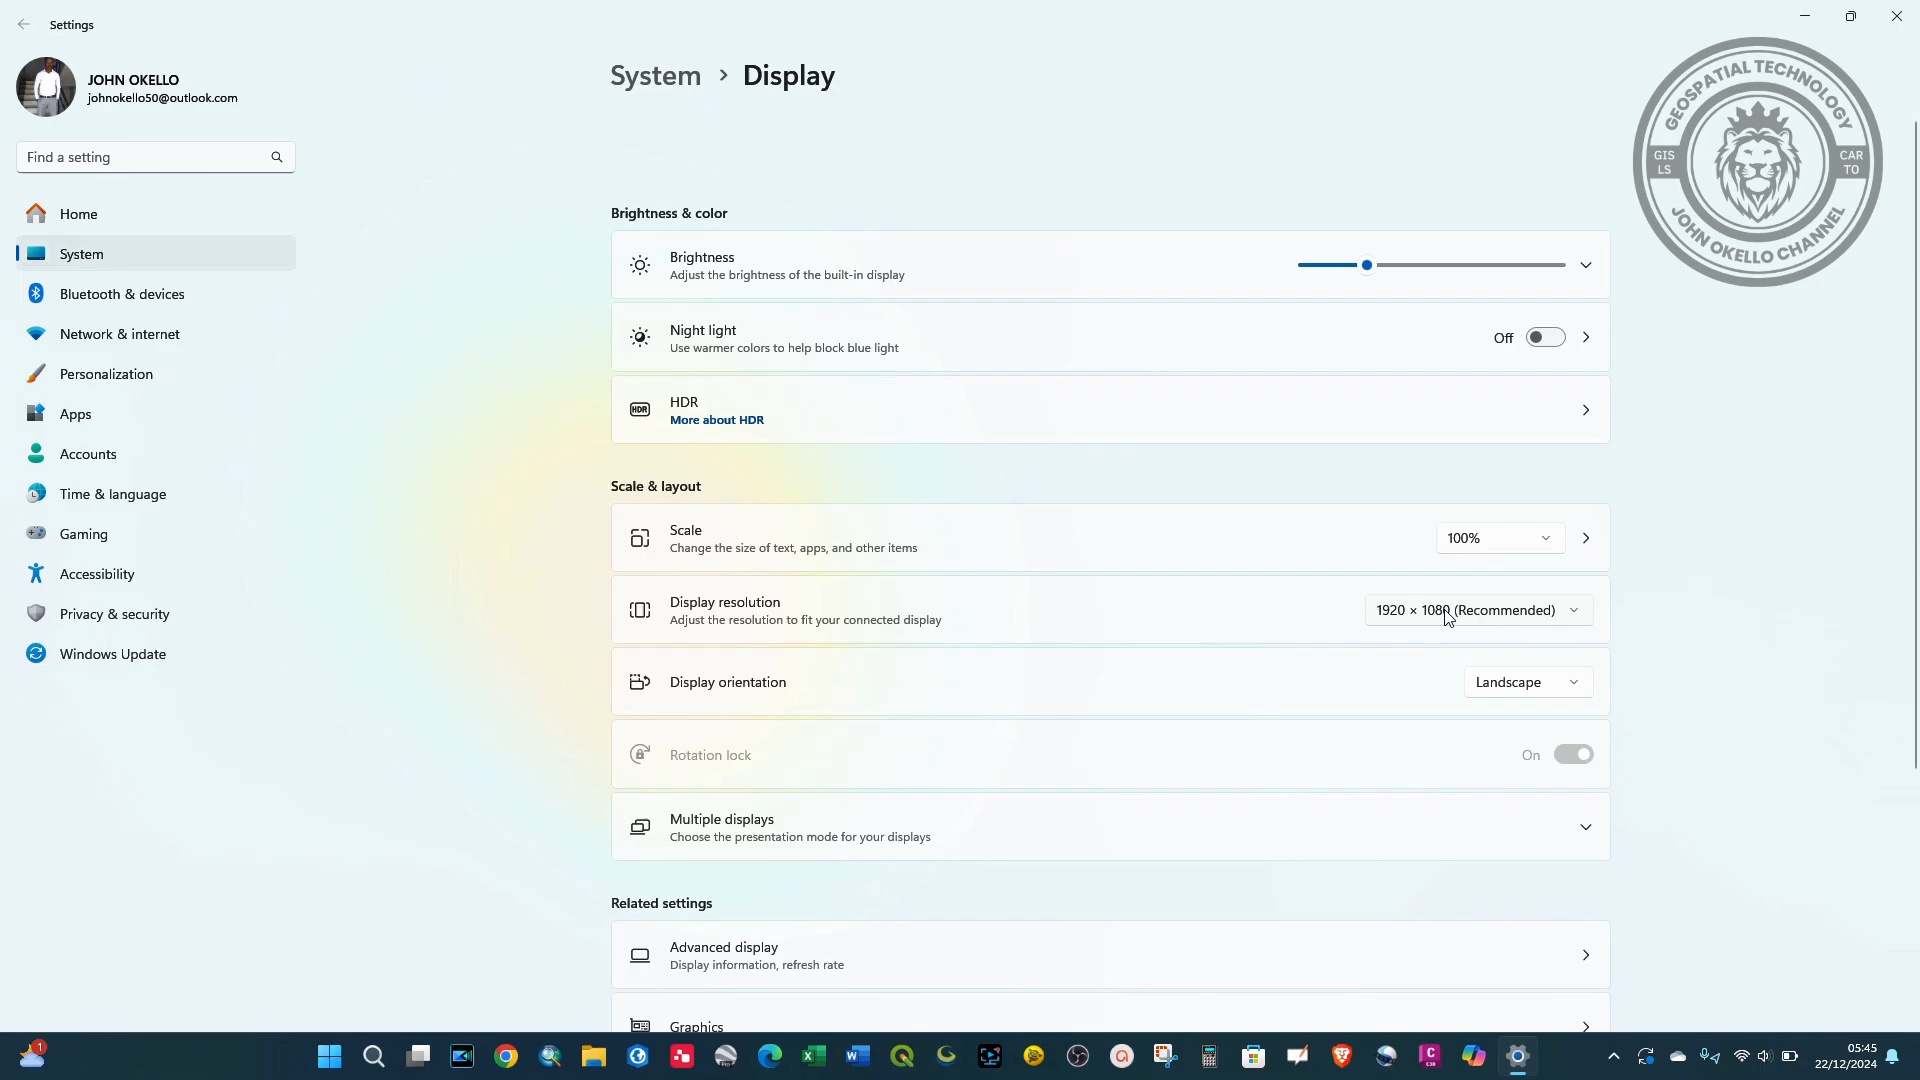 Settings
JOHN OKELLO
johnokello50@outlook.com
Find a setting
Home
System
Bluetooth & devices
Network & internet
Personalization
Apps
Accounts
Time & language
Gaming
Accessibility
Privacy & security
Windows Update
System > Display
Brightness & color
Brightness
Adjust the brightness of the built-in display
Night light
Use warmer colors to help block blue light
Off
HDR
HDR
More about HDR
Scale & layout
Scale
Change the size of text, apps, and other items
100%
Display resolution
Adjust the resolution to fit your connected display
1920 × 1080 (Recommended)
Display orientation
Landscape
Rotation lock
On
Multiple displays
Choose the presentation mode for your displays
Related settings
Advanced display
Display information, refresh rate
Graphics
GEOSPATIAL TECHNOLOGY
GIS
LS
CAR
TO
JOHN OKELLO CHANNEL
1
05:45
22/12/2024